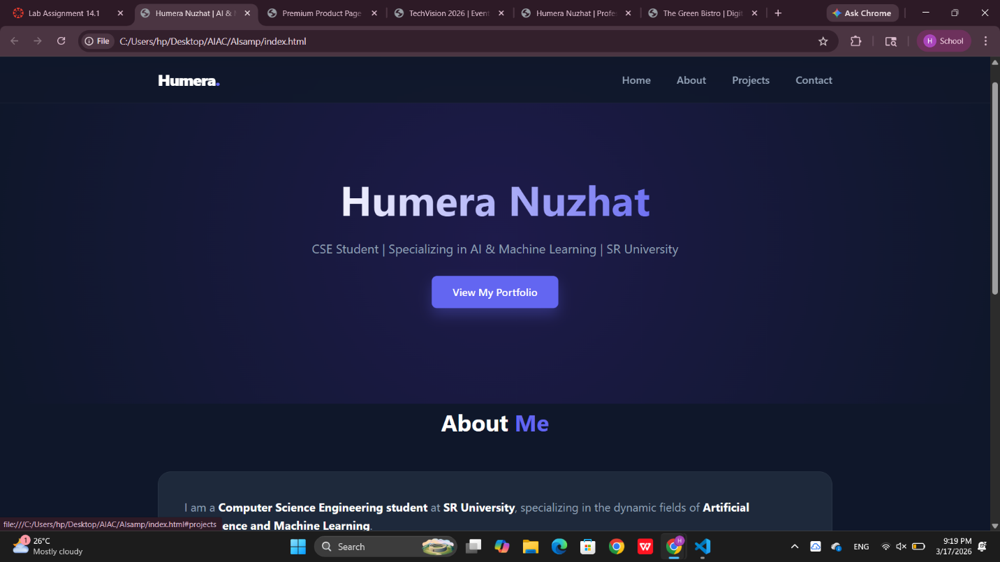 Lab Assignment 14.1
Humera Nuzhat | AI & M
Premium Product Page
TechVision 2026 | Event
Humera Nuzhat | Profes
The Green Bistro | Digit
Ask Chrome
File
C:/Users/hp/Desktop/AIAC/AIsamp/index.html
H
School
Humera.
Home
About
Projects
Contact
Humera Nuzhat
CSE Student | Specializing in AI & Machine Learning | SR University
View My Portfolio
About Me
I am a Computer Science Engineering student at SR University, specializing in the dynamic fields of Artificial
ence and Machine Learning.
file:///C:/Users/hp/Desktop/AIAC/AIsamp/index.html#projects
1
26°C
Mostly cloudy
Search
W
H
ENG
9:19 PM
3/17/2026